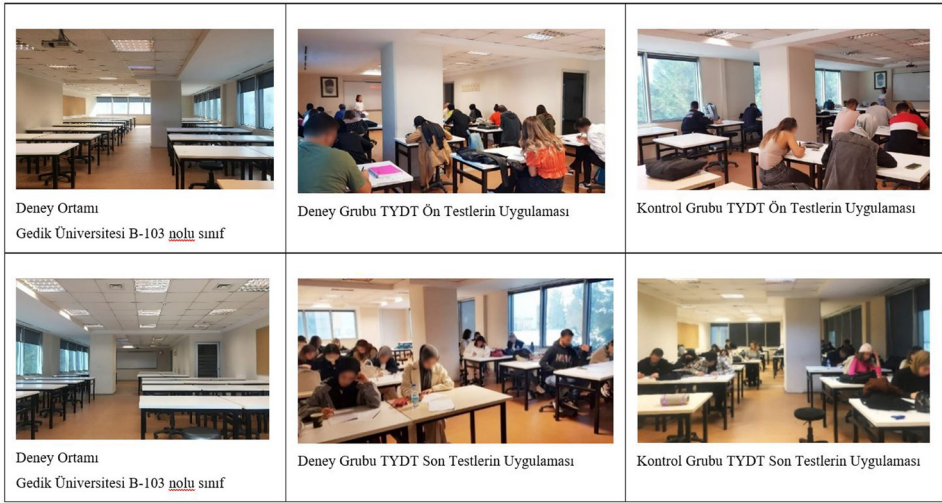 Deney Ortamı
Gedik Üniversitesi B-103 nolu sınıf
Deney Grubu TYDT Ön Testlerin Uygulaması
Kontrol Grubu TYDT Ön Testlerin Uygulaması
Deney Ortamı
Gedik Üniversitesi B-103 nolu sınıf
Deney Grubu TYDT Son Testlerin Uygulaması
Kontrol Grubu TYDT Son Testlerin Uygulaması